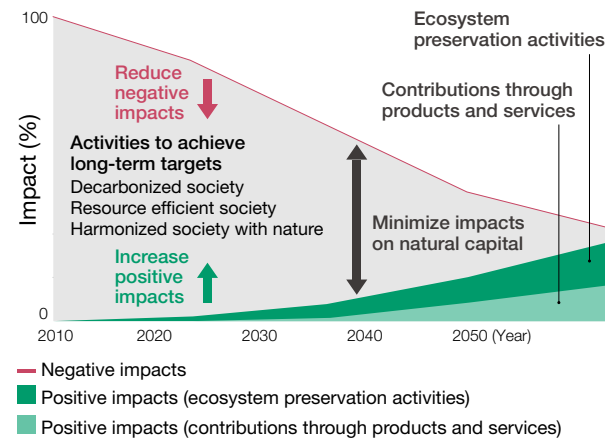 Ecosystem
preservation activities
100
Reduce
negative
impacts
Contributions through
products and services
Impact (%)
Activities to achieve
long-term targets
Decarbonized society
Resource efficient society
Harmonized society with nature
Minimize impacts
on natural capital
Increase
positive
impacts
0
2010 2020 2030 2040 2050 (Year)
Negative impacts
Positive impacts (ecosystem preservation activities)
Positive impacts (contributions through products and services)